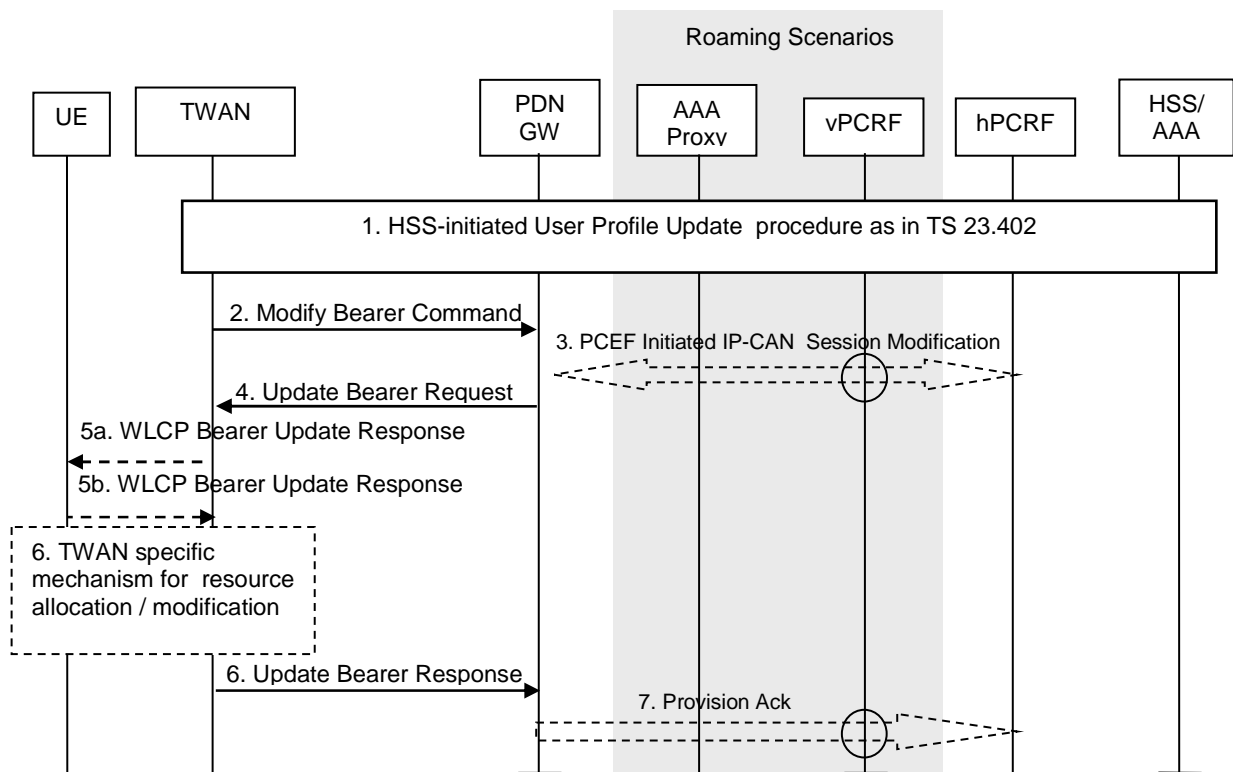 Roaming Scenarios
UE
TWAN
PDN
GW
AAA
Proxy
vPCRF
hPCRF
HSS/
AAA
1. HSS-initiated User Profile Update procedure as in TS 23.402
2. Modify Bearer Command
3. PCEF Initiated IP-CAN Session Modification
4. Update Bearer Request
5a. WLCP Bearer Update Response
5b. WLCP Bearer Update Response
6. TWAN specific
mechanism for resource
allocation / modification
6. Update Bearer Response
7. Provision Ack